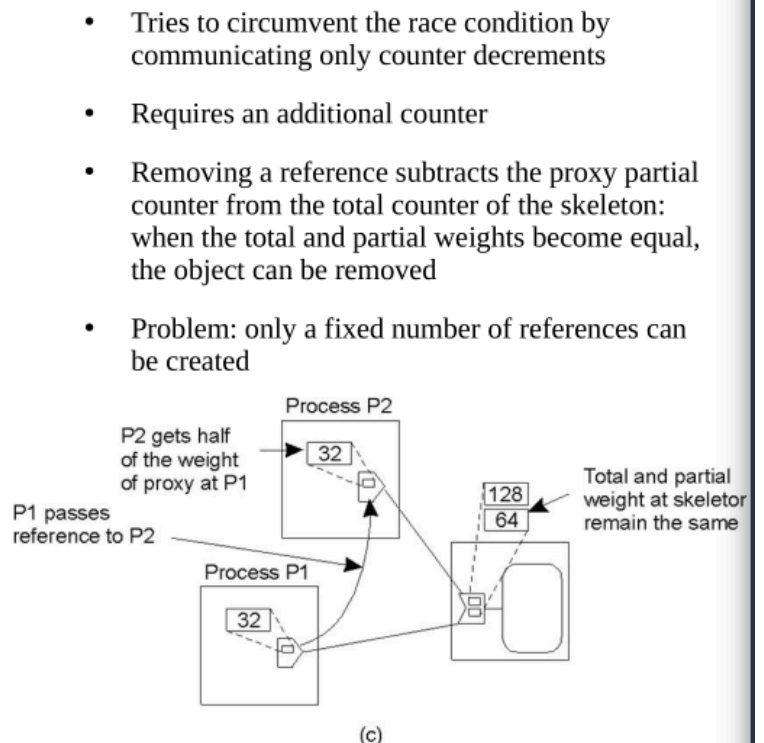 • Tries to circumvent the race condition by
communicating only counter decrements
• Requires an additional counter
• Removing a reference subtracts the proxy partial
counter from the total counter of the skeleton:
when the total and partial weights become equal,
the object can be removed
• Problem: only a fixed number of references can
be created
Process P2
P2 gets half
of the weight
of proxy at P1
32
P1 passes
reference to P2
128
64
Total and partial
weight at skeletor
remain the same
Process P1
32
(c)